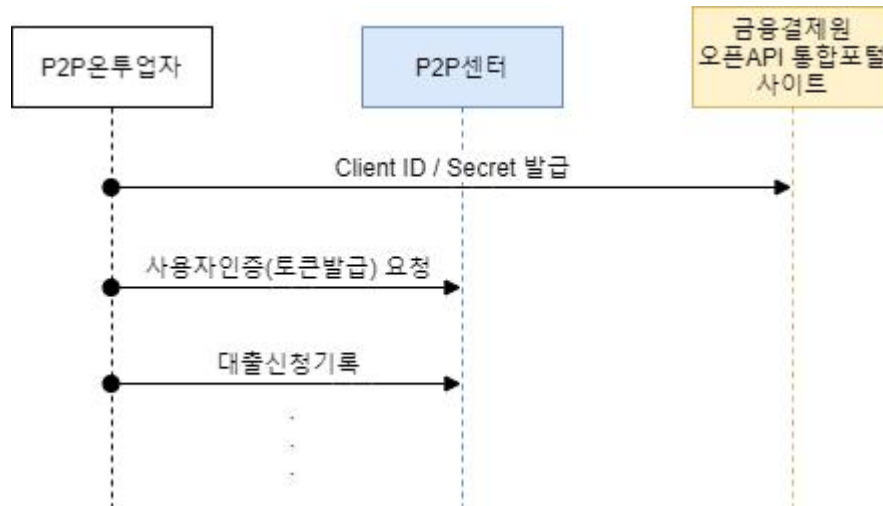 P2P온투업자
P2P센터
금융결제원
오픈API 통합포털
사이트
Client ID / Secret 발급
사용자인증(토큰발급) 요청
대출신청기록
.
.
.